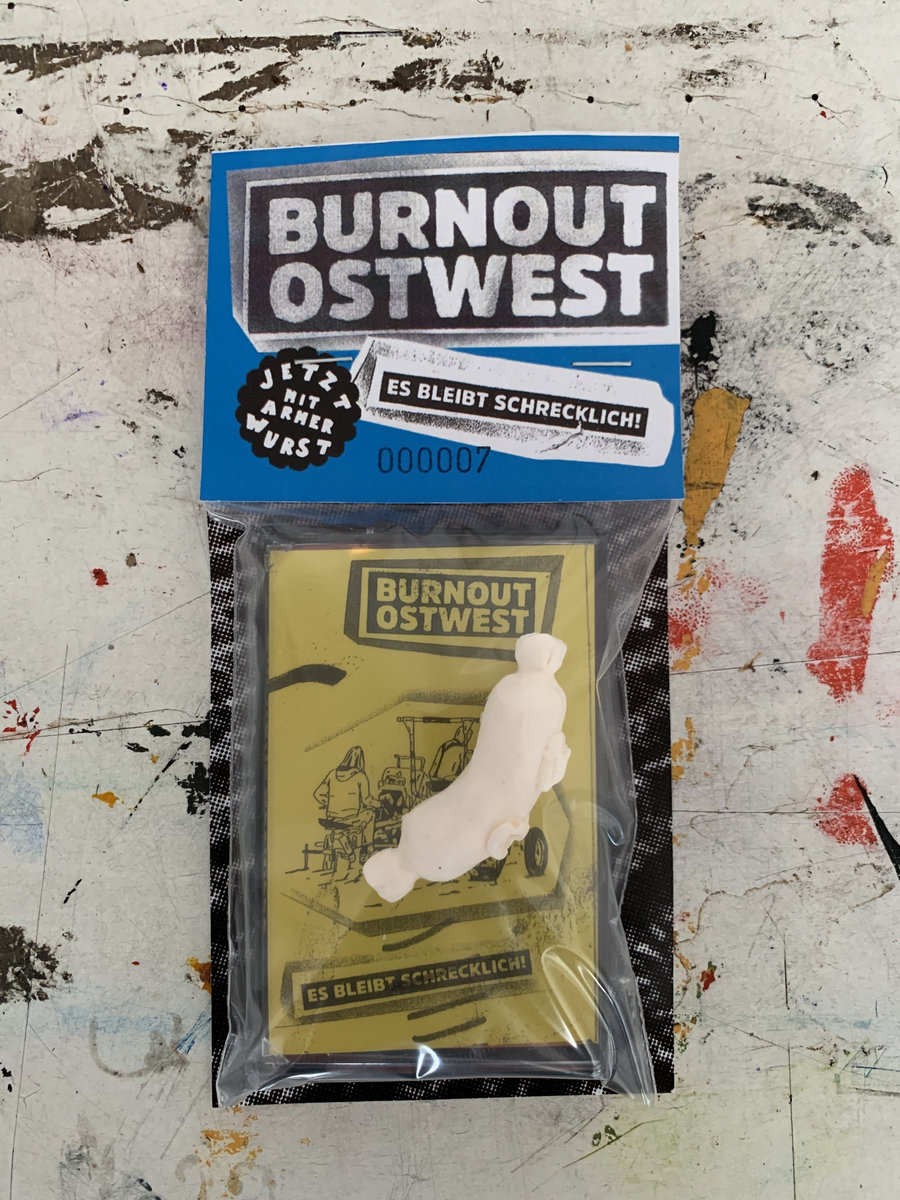 BURNOUT
OSTWEST
JETZT
MIT
ARMER
WURST
ES BLEIBT SCHRECKLICH!
000007
BURNOUT
OSTWEST
ES BLEIBT SCHRECKLICH!